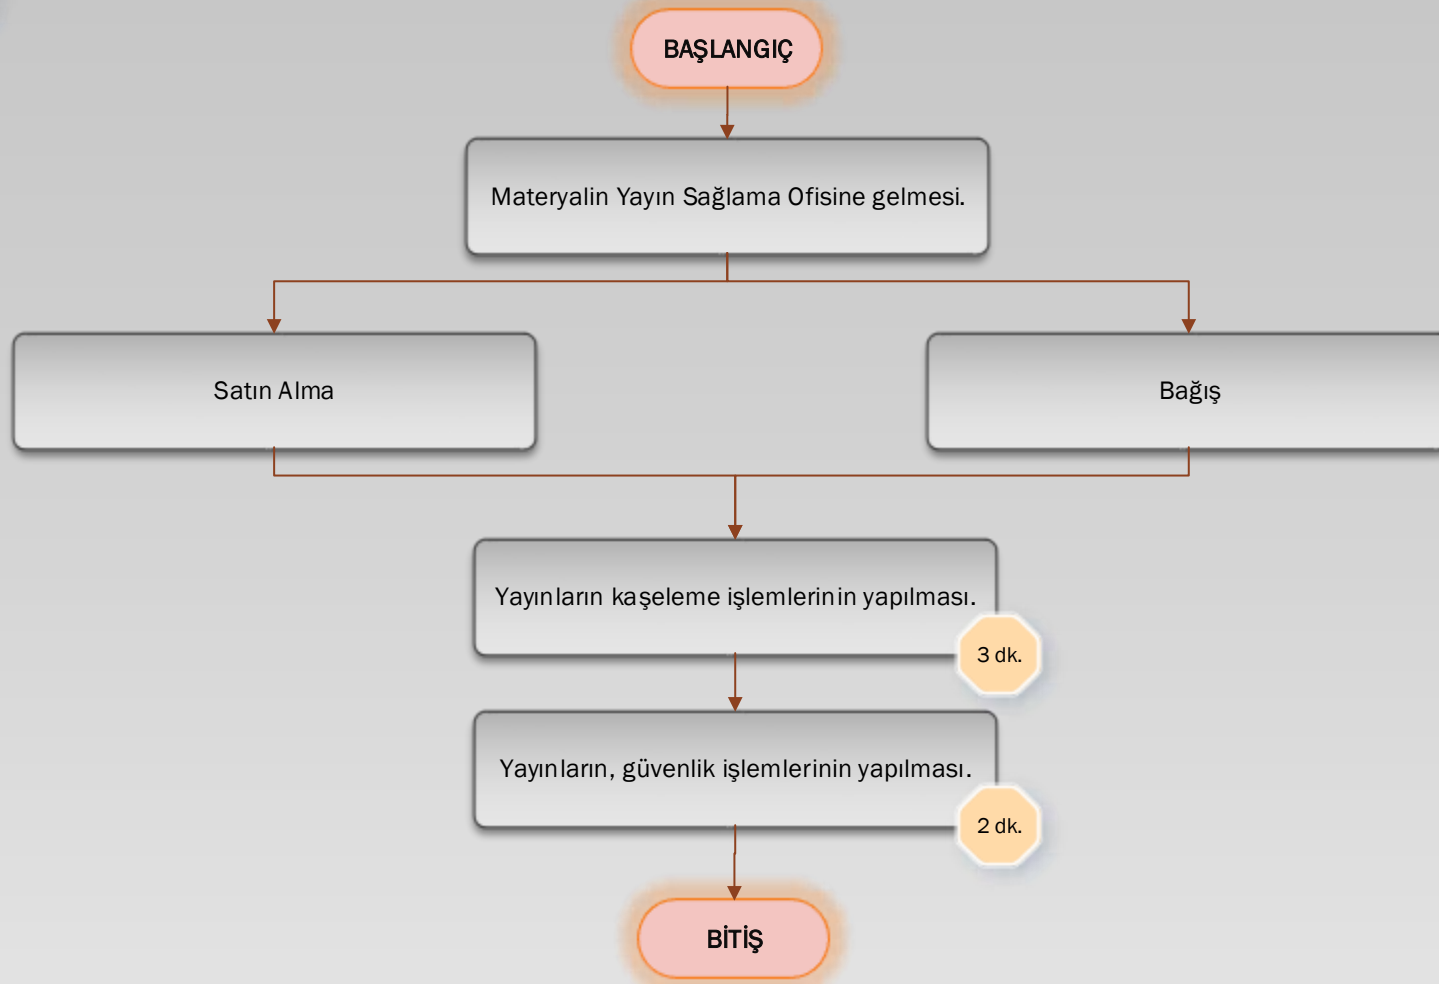 BAŞLANGIÇ
Materyalin Yayın Sağlama Ofisine gelmesi.
Satın Alma
Bağış
Yayınların kaşeleme işlemlerinin yapılması.
3 dk.
Yayınların, güvenlik işlemlerinin yapılması.
2 dk.
BİTİŞ